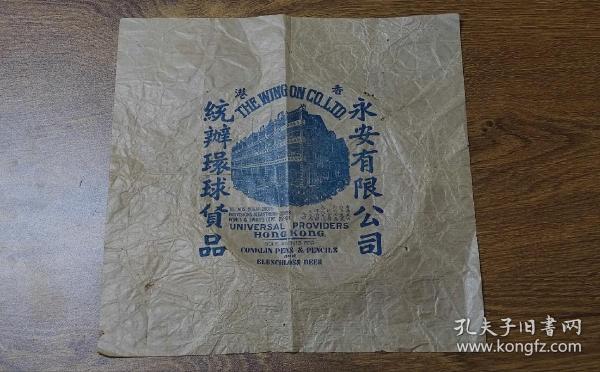 香港
THE WING ON CO. LTD.
永安有限公司
統辦環球貨品
UNIVERSAL PROVIDERS
HONG KONG
CONKLIN PENS & PENCILS
AND
ELBSCHLOSS BEER
孔夫子旧书网
www.kongfz.com